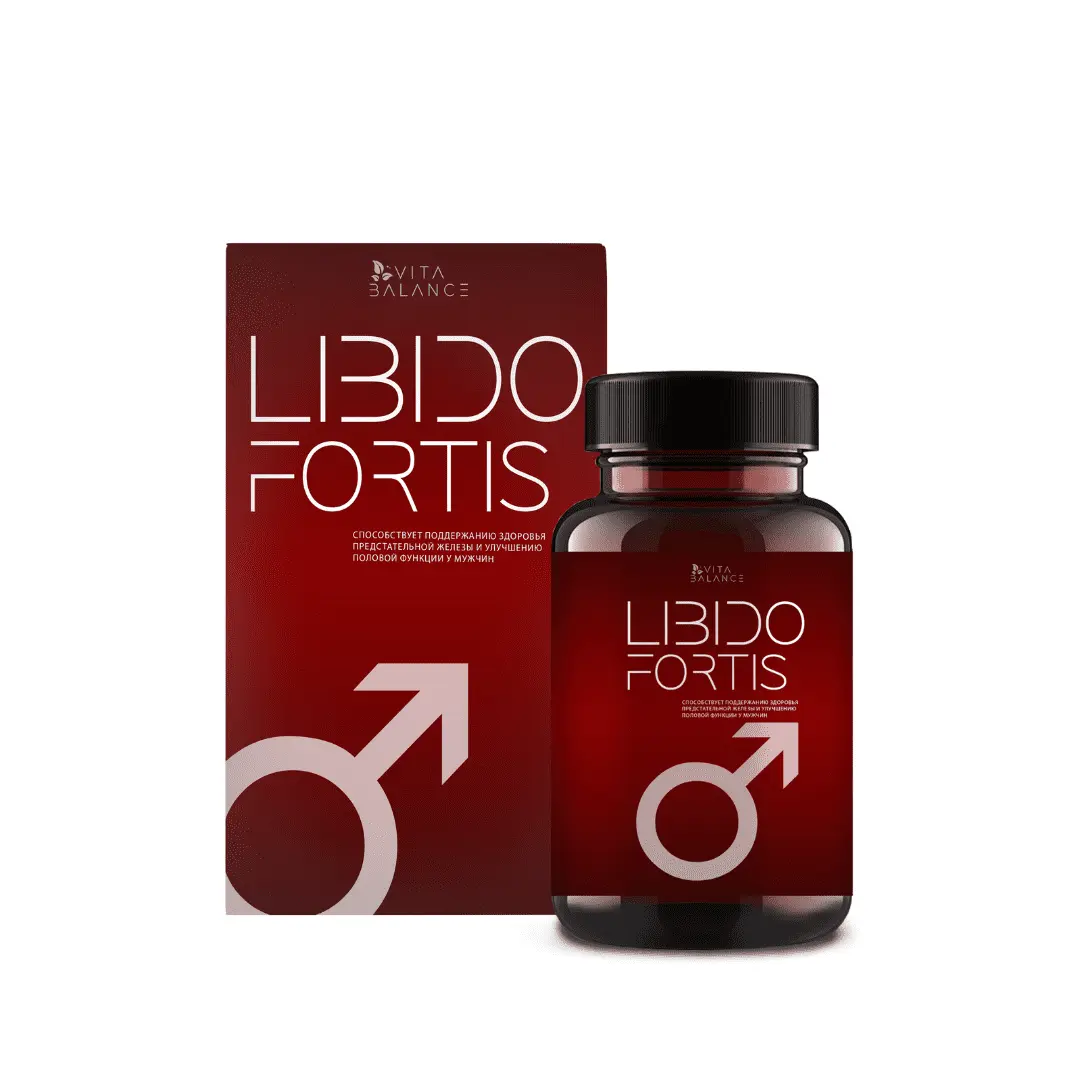 VITA
BALANCE
LIBIDO
FORTIS
СПОСОБСТВУЕТ ПОДДЕРЖАНИЮ ЗДОРОВЬЯ
ПРЕДСТАТЕЛЬНОЙ ЖЕЛЕЗЫ И УЛУЧШЕНИЮ
ПОЛОВОЙ ФУНКЦИИ У МУЖЧИН
VITA
BALANCE
LIBIDO
FORTIS
СПОСОБСТВУЕТ ПОДДЕРЖАНИЮ ЗДОРОВЬЯ
ПРЕДСТАТЕЛЬНОЙ ЖЕЛЕЗЫ И УЛУЧШЕНИЮ
ПОЛОВОЙ ФУНКЦИИ У МУЖЧИН